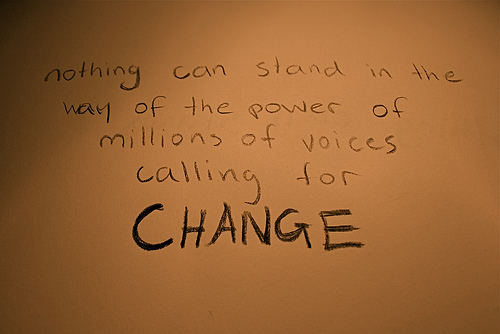 nothing can stand in the
way of the power of
millions of voices
calling for
CHANGE